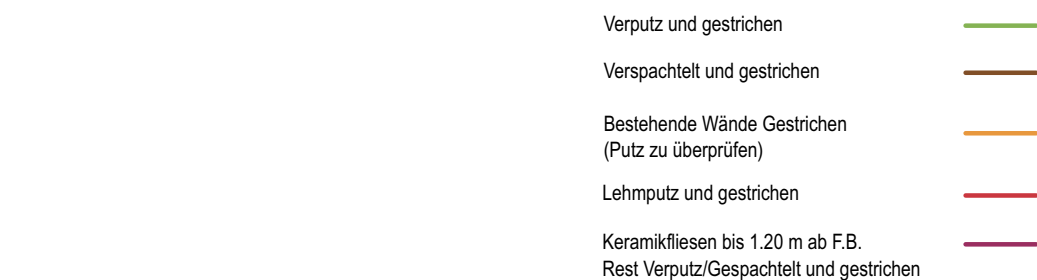 Verputz und gestrichen
Verspachtelt und gestrichen
Bestehende Wände Gestrichen
(Putz zu überprüfen)
Lehmputz und gestrichen
Keramikfliesen bis 1.20 m ab F.B.
Rest Verputz/Gespachtelt und gestrichen